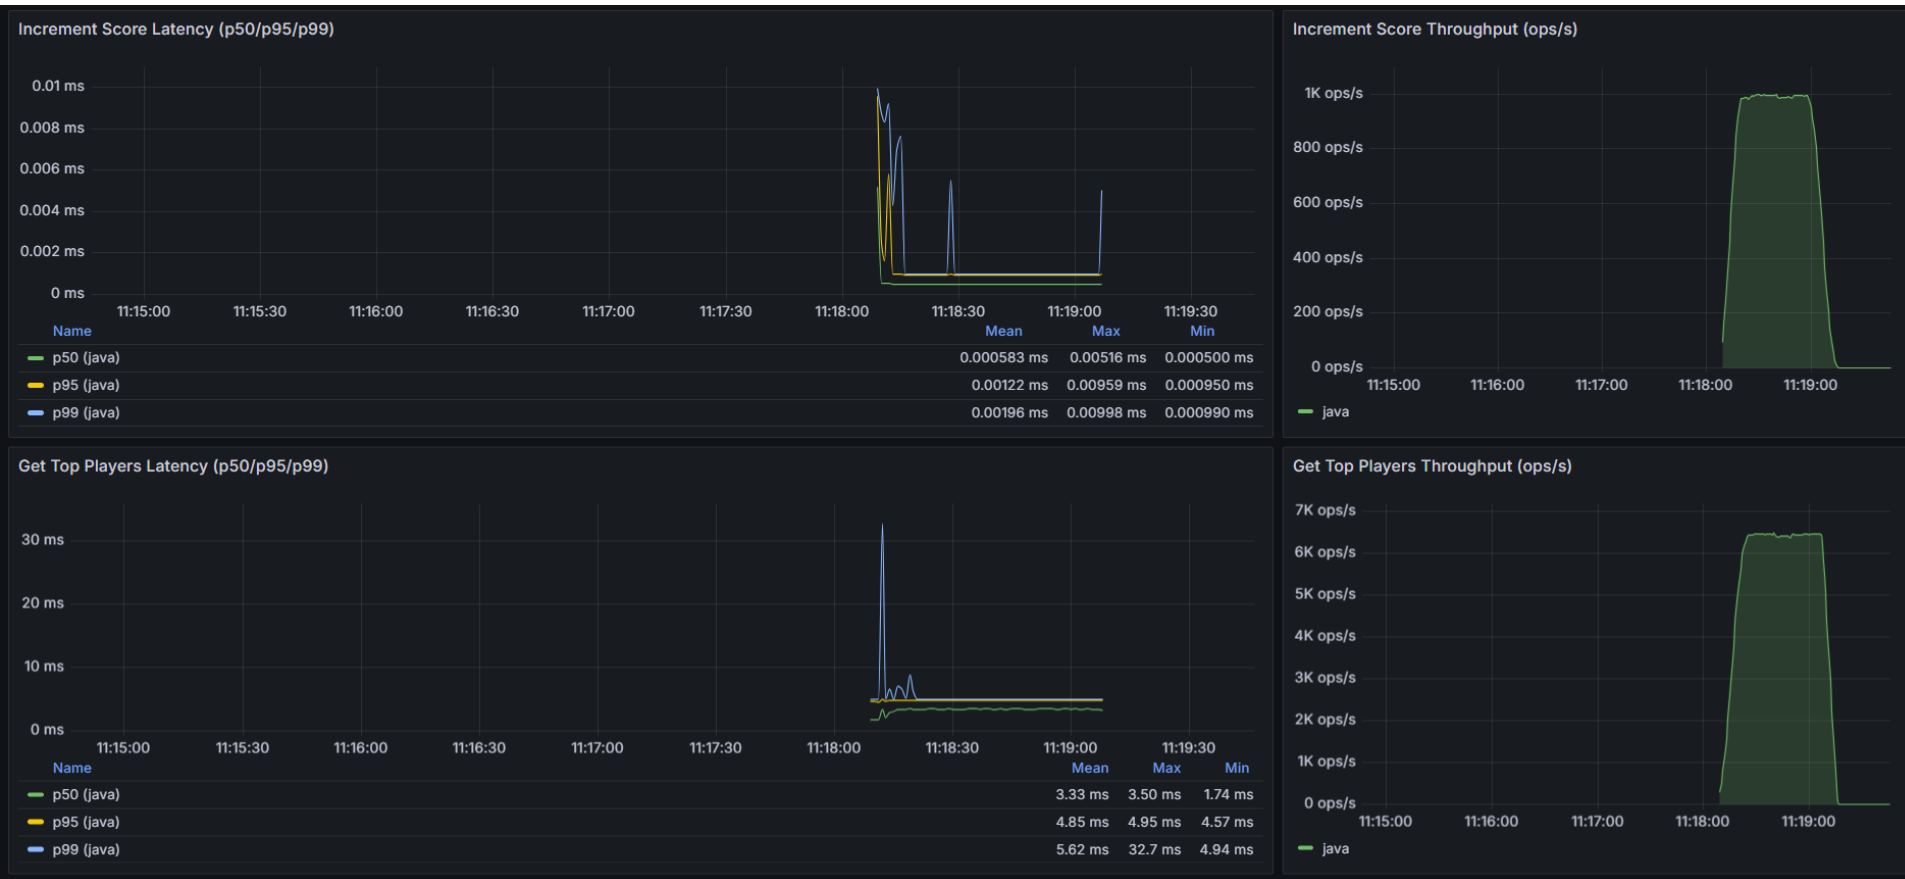 Increment Score Latency (p50/p95/p99)
0.01 ms
0.008 ms
0.006 ms
0.004 ms
0.002 ms
0 ms
11:15:00 11:15:30 11:16:00 11:16:30 11:17:00 11:17:30 11:18:00 11:18:30 11:19:00 11:19:30
Name Mean Max Min
p50 (java) 0.000583 ms 0.00516 ms 0.000500 ms
p95 (java) 0.00122 ms 0.00959 ms 0.000950 ms
p99 (java) 0.00196 ms 0.00998 ms 0.000990 ms
Increment Score Throughput (ops/s)
1K ops/s
800 ops/s
600 ops/s
400 ops/s
200 ops/s
0 ops/s
11:15:00 11:16:00 11:17:00 11:18:00 11:19:00
java
Get Top Players Latency (p50/p95/p99)
30 ms
20 ms
10 ms
0 ms
11:15:00 11:15:30 11:16:00 11:16:30 11:17:00 11:17:30 11:18:00 11:18:30 11:19:00 11:19:30
Name Mean Max Min
p50 (java) 3.33 ms 3.50 ms 1.74 ms
p95 (java) 4.85 ms 4.95 ms 4.57 ms
p99 (java) 5.62 ms 32.7 ms 4.94 ms
Get Top Players Throughput (ops/s)
7K ops/s
6K ops/s
5K ops/s
4K ops/s
3K ops/s
2K ops/s
1K ops/s
0 ops/s
11:15:00 11:16:00 11:17:00 11:18:00 11:19:00
java